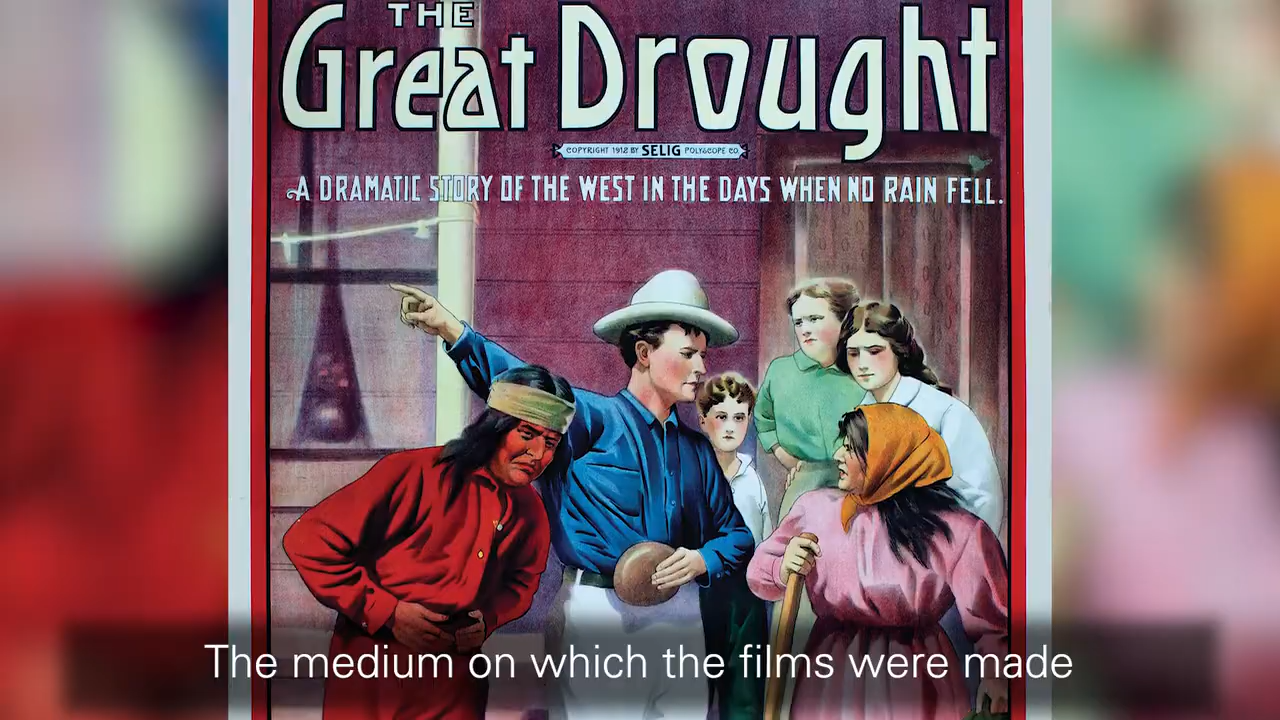 THE
Great Drought
COPYRIGHT 1912 BY SELIG POLYSCOPE CO.
A DRAMATIC STORY OF THE WEST IN THE DAYS WHEN NO RAIN FELL.
The medium on which the films were made